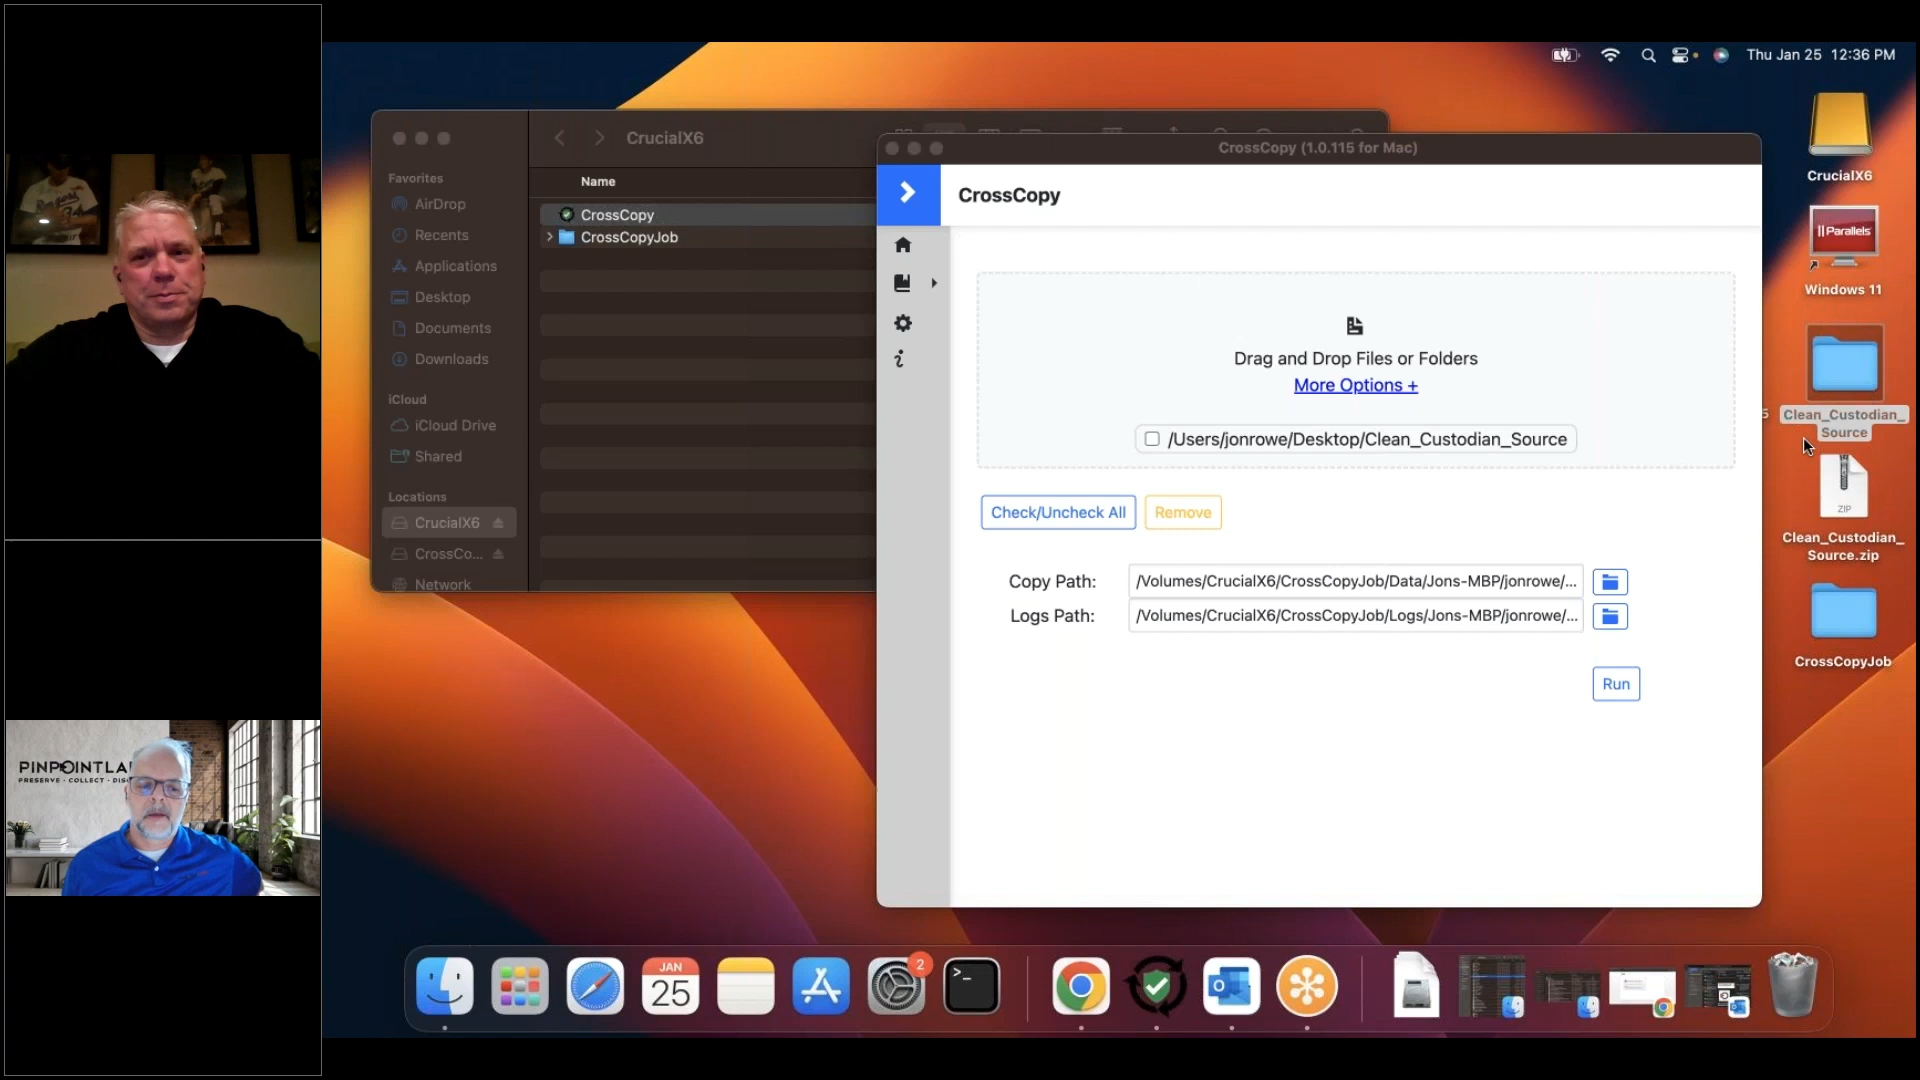 Thu Jan 25 12:36 PM
CrucialX6
Favorites
AirDrop
Recents
Applications
Desktop
Documents
Downloads
iCloud
iCloud Drive
Shared
Locations
CrucialX6
CrossCo...
Network
Name
CrossCopy
CrossCopyJob
CrossCopy (1.0.115 for Mac)
CrossCopy
Drag and Drop Files or Folders
More Options +
/Users/jonrowe/Desktop/Clean_Custodian_Source
Check/Uncheck All
Remove
Copy Path:
/Volumes/CrucialX6/CrossCopyJob/Data/Jons-MBP/jonrowe/...
Logs Path:
/Volumes/CrucialX6/CrossCopyJob/Logs/Jons-MBP/jonrowe/...
Run
CrucialX6
Parallels
Windows 11
Clean_Custodian_
Source
ZIP
Clean_Custodian_
Source.zip
CrossCopyJob
PINPOINTLA
PRESERVE - COLLECT - DIS
JAN
25
2